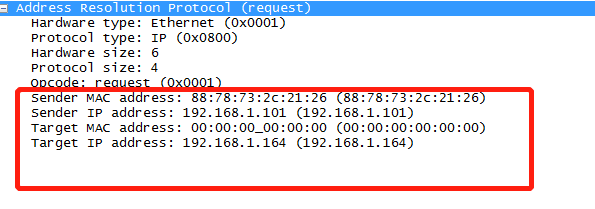 Address Resolution Protocol (request)
Hardware type: Ethernet (0x0001)
Protocol type: IP (0x0800)
Hardware size: 6
Protocol size: 4
Opcode: request (0x0001)
Sender MAC address: 88:78:73:2c:21:26 (88:78:73:2c:21:26)
Sender IP address: 192.168.1.101 (192.168.1.101)
Target MAC address: 00:00:00_00:00:00 (00:00:00:00:00:00)
Target IP address: 192.168.1.164 (192.168.1.164)